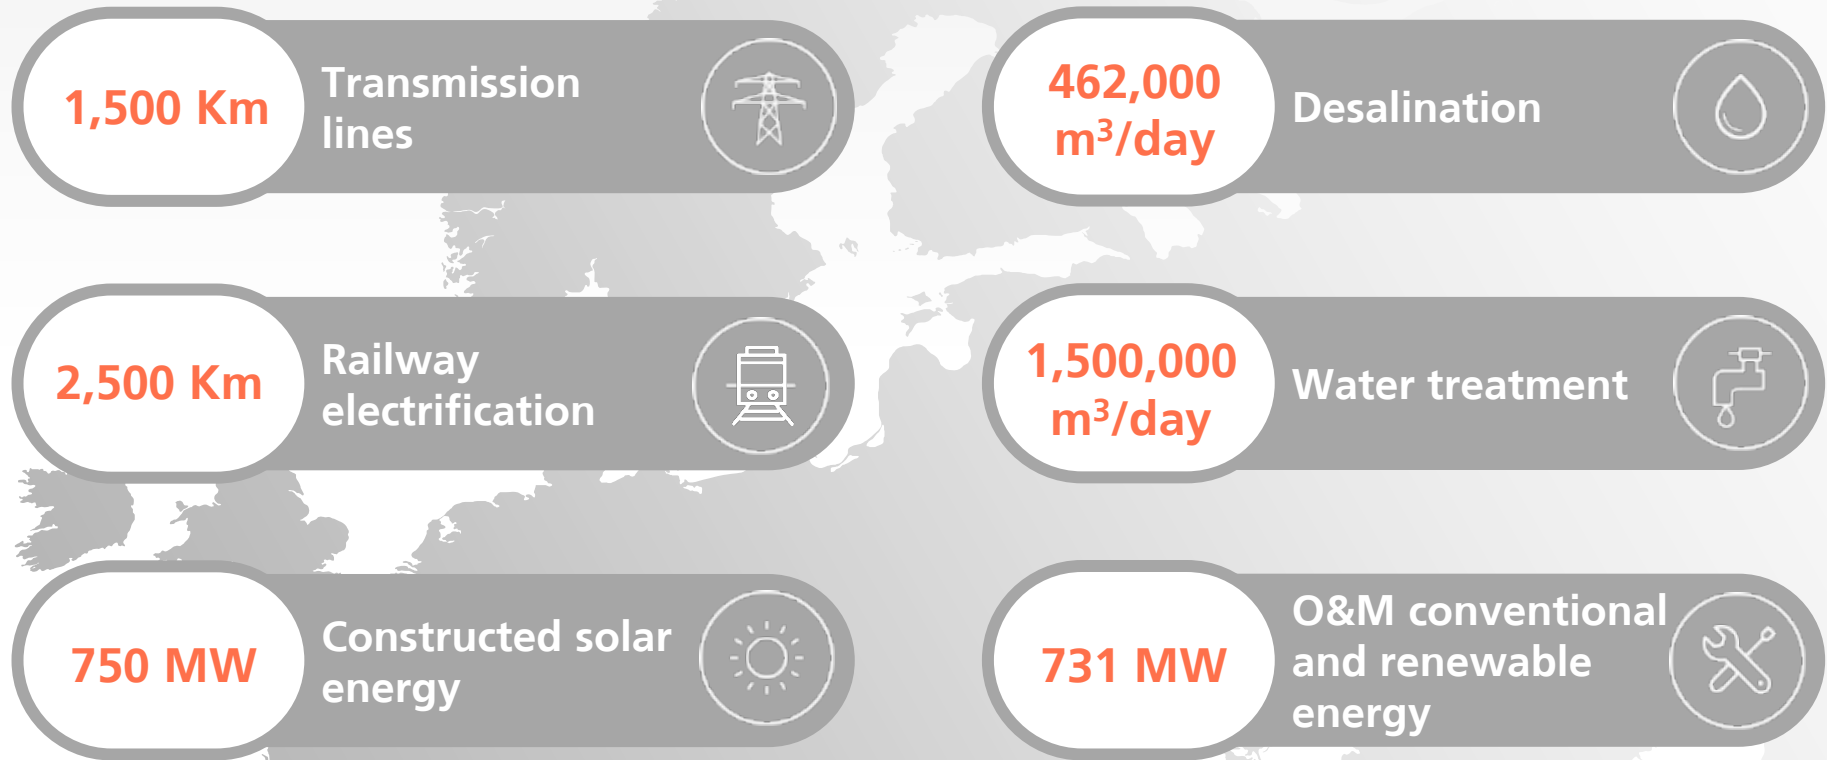 1,500 Km
Transmission
lines
462,000
m³/day
Desalination
2,500 Km
Railway
electrification
1,500,000
m³/day
Water treatment
750 MW
Constructed solar
energy
731 MW
O&M conventional
and renewable
energy